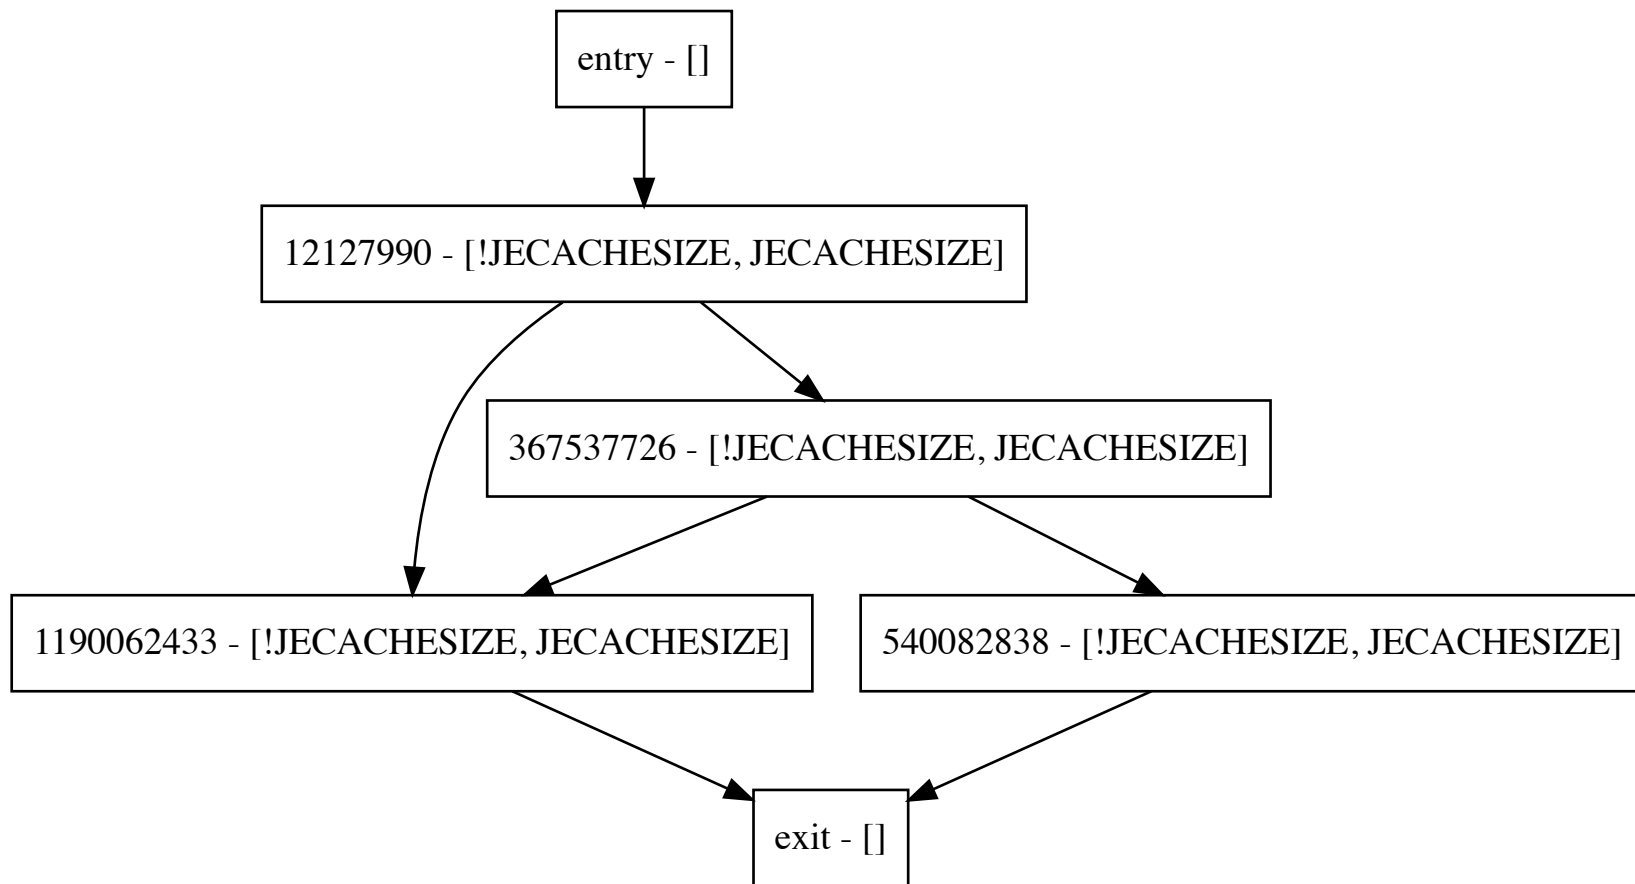 entry - []
12127990 - [!JECACHESIZE, JECACHESIZE]
367537726 - [!JECACHESIZE, JECACHESIZE]
1190062433 - [!JECACHESIZE, JECACHESIZE]
540082838 - [!JECACHESIZE, JECACHESIZE]
exit - []